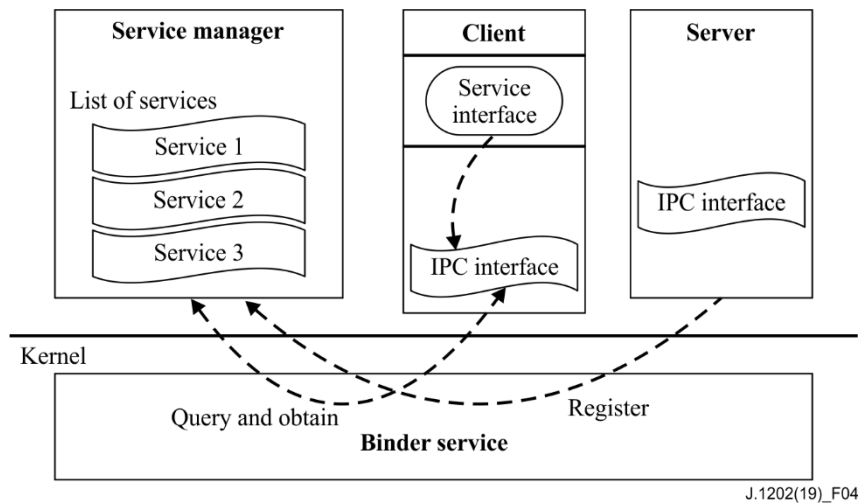 Service manager
List of services
Service 1
Service 2
Service 3
Client
Service
interface
IPC interface
Server
IPC interface
Kernel
Query and obtain
Register
Binder service
J.1202(19)_F04